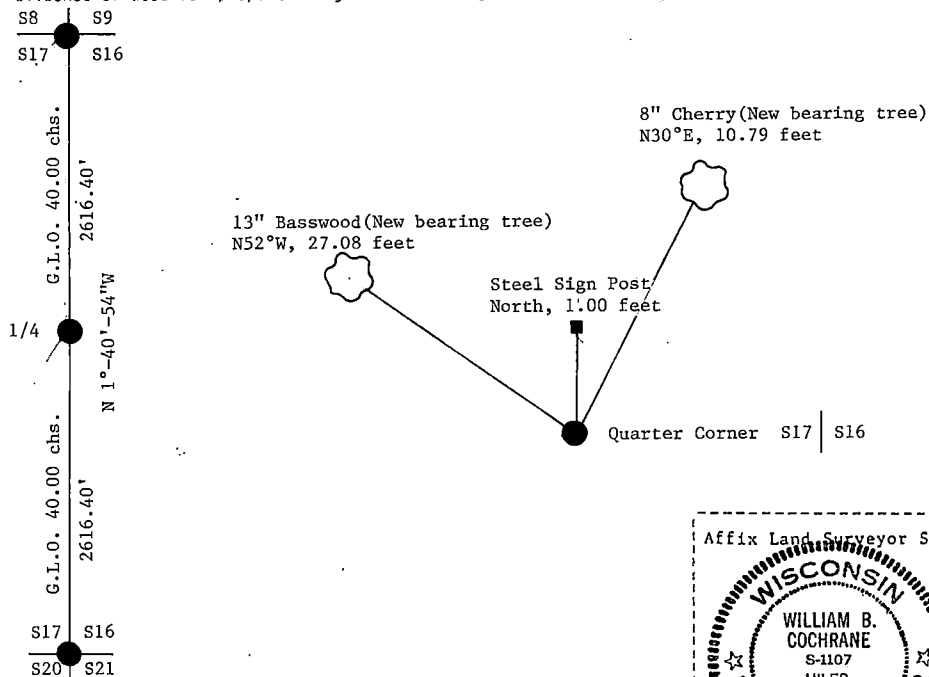 S8 S9
S17 S16
G.L.O. 40.00 chs.
2616.40'
1/4
N 1°-40'-54"W
G.L.O. 40.00 chs.
2616.40'
S17 S16
S20 S21
8" Cherry(New bearing tree)
N30°E, 10.79 feet
13" Basswood(New bearing tree)
N52°W, 27.08 feet
Steel Sign Post
North, 1.00 feet
Quarter Corner S17 S16
Affix Land Surveyor S
WISCONSIN
WILLIAM B.
COCHRANE
S-1107